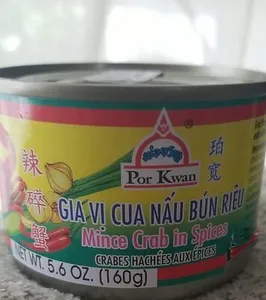 Por Kwan
珀寬
辣碎蟹
GIA VỊ CUA NẤU BÚN RIÊU
Mince Crab in Spices
CRABES HACHÉES AUX ÉPICES
NET WT. 5.6 OZ. (160g)